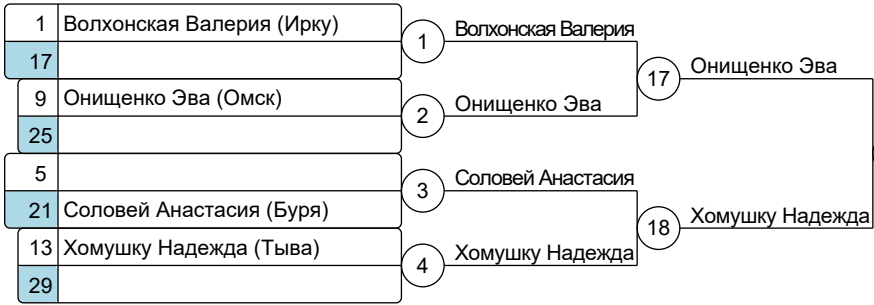 1 Волхонская Валерия (Ирку)
17
1
Волхонская Валерия
9 Онищенко Эва (Омск)
25
2
Онищенко Эва
17
Онищенко Эва
5
21 Соловей Анастасия (Буря)
3
Соловей Анастасия
13 Хомушку Надежда (Тыва)
29
4
Хомушку Надежда
18
Хомушку Надежда